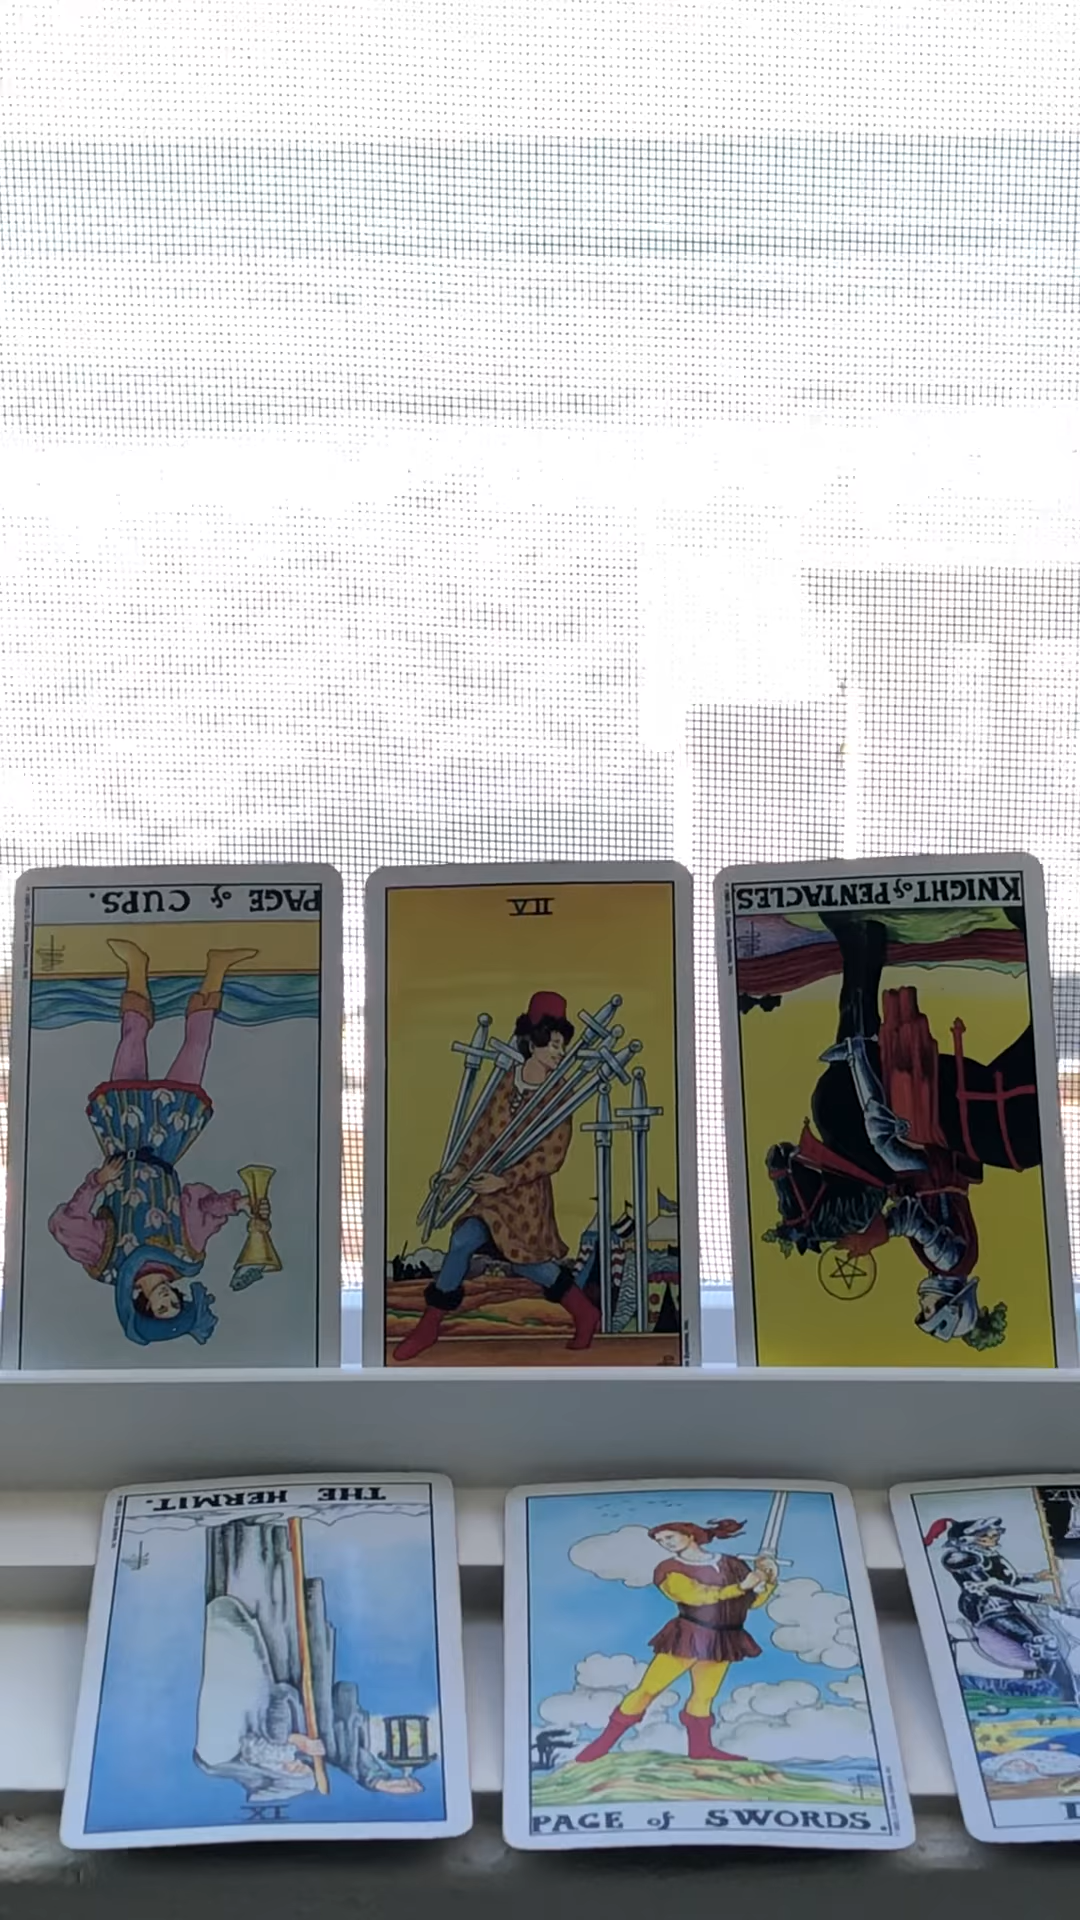 PAGE of CUPS.
VII
KNIGHT of PENTACLES
THE HERMIT.
IX
PAGE of SWORDS.